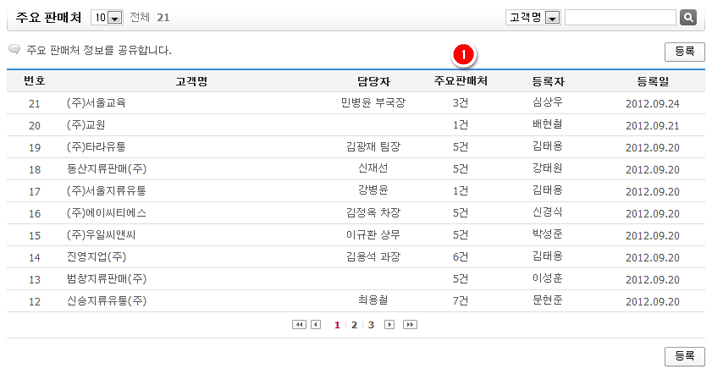 주요 판매처 10 전체 21 고객명
주요 판매처 정보를 공유합니다. 등록
1
번호 고객명 담당자 주요판매처 등록자 등록일
21 (주)서울교육 민병윤 부국장 3건 심상우 2012.09.24
20 (주)교원 1건 배현철 2012.09.21
19 (주)타라유통 김광재 팀장 5건 김태용 2012.09.20
18 동산지류판매(주) 신재선 5건 강태원 2012.09.20
17 (주)서울지류유통 강병윤 1건 김태용 2012.09.20
16 (주)에이씨티에스 김정옥 차장 5건 신경식 2012.09.20
15 (주)우일씨앤씨 이규환 상무 5건 박성준 2012.09.20
14 진영지업(주) 김용석 과장 6건 김태용 2012.09.20
13 범창지류판매(주) 5건 이성훈 2012.09.20
12 신승지류유통(주) 최용철 7건 문현준 2012.09.20
1 2 3
등록